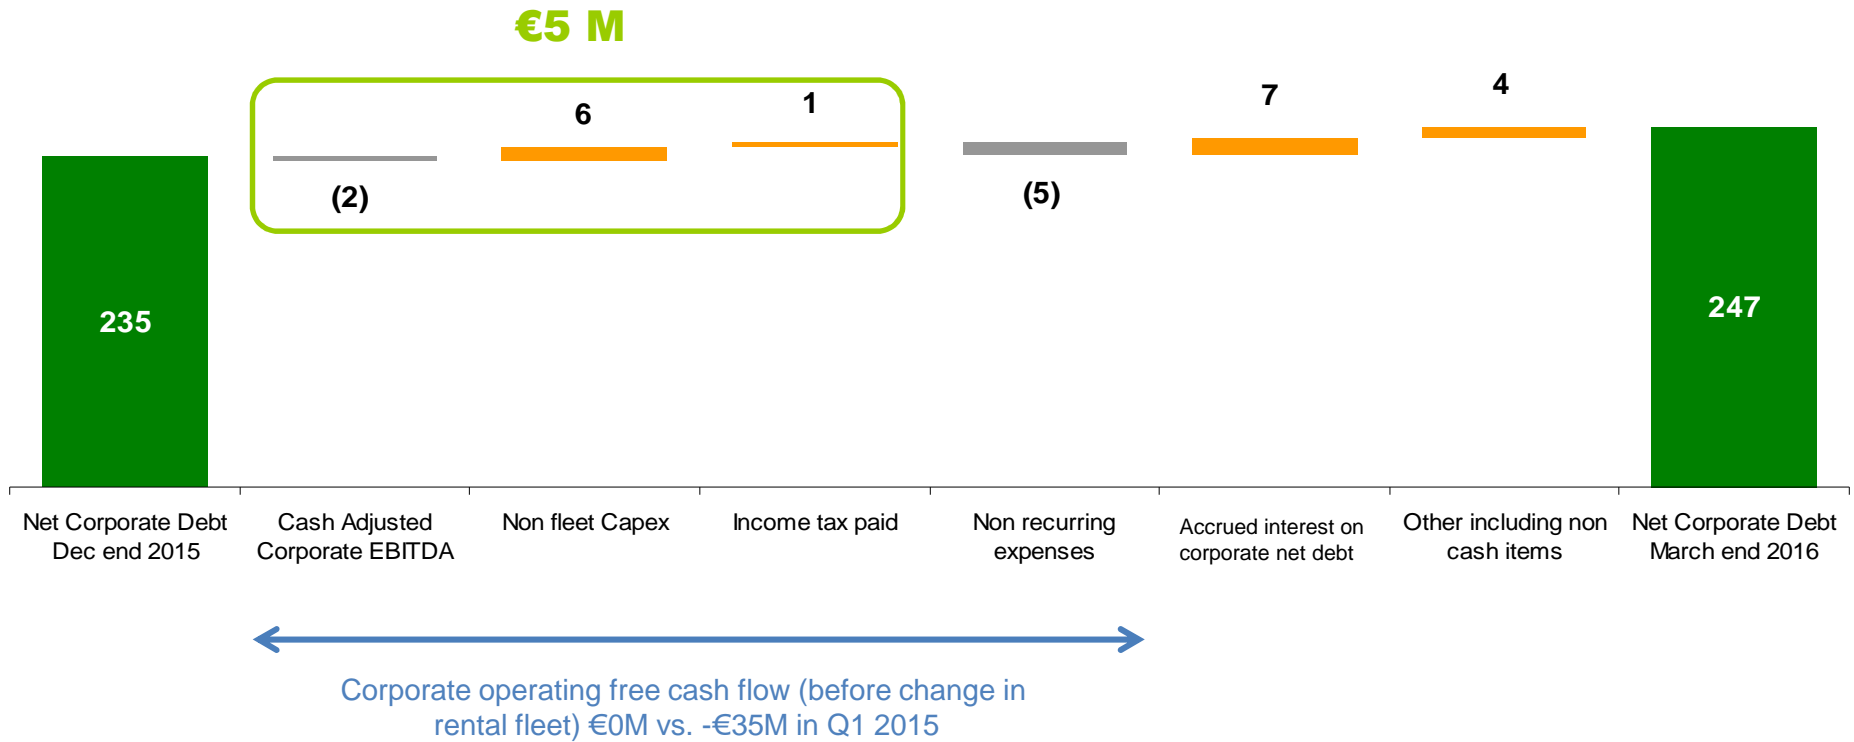 €5 M
1
4
7
6
(2)
(5)
235
247
Net Corporate Debt
Dec end 2015
Cash Adjusted
Corporate EBITDA
Non fleet Capex
Income tax paid
Non recurring
expenses
Accrued interest on
corporate net debt
Other including non
cash items
Net Corporate Debt
March end 2016
Corporate operating free cash flow (before change in
rental fleet) €0M vs. -€35M in Q1 2015